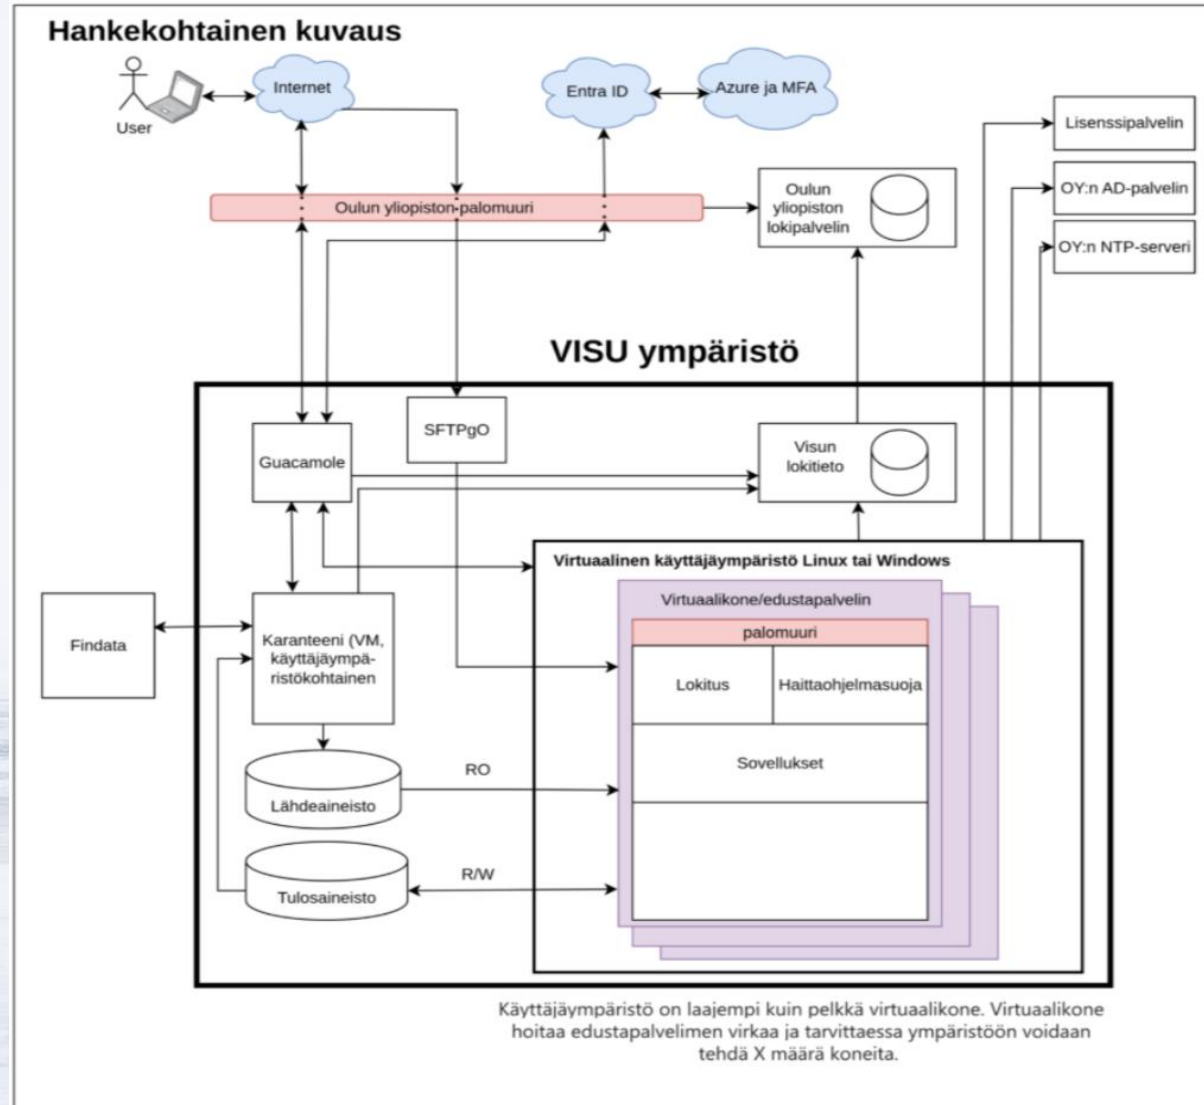 Hankekohtainen kuvaus
User
Internet
Entra ID
Azure ja MFA
Lisenssipalvelin
OY:n AD-palvelin
OY:n NTP-serveri
Oulun yliopiston palomuuri
Oulun
yliopiston
lokipalvelin
VISU ympäristö
SFTPgO
Guacamole
Visun
lokitieto
Virtuaalinen käyttäjäympäristö Linux tai Windows
Virtuaalikone/edustapalvelin
palomuuri
Lokitus
Haittaohjelmasuoja
Sovellukset
Findata
Karanteeni (VM,
käyttäjäympä-
ristökohtainen
Lähdeaineisto
RO
Tulosaineisto
R/W
Käyttäjäympäristö on laajempi kuin pelkkä virtuaalikone. Virtuaalikone
hoitaa edustapalvelimen virkaa ja tarvittaessa ympäristöön voidaan
tehdä X määrä koneita.